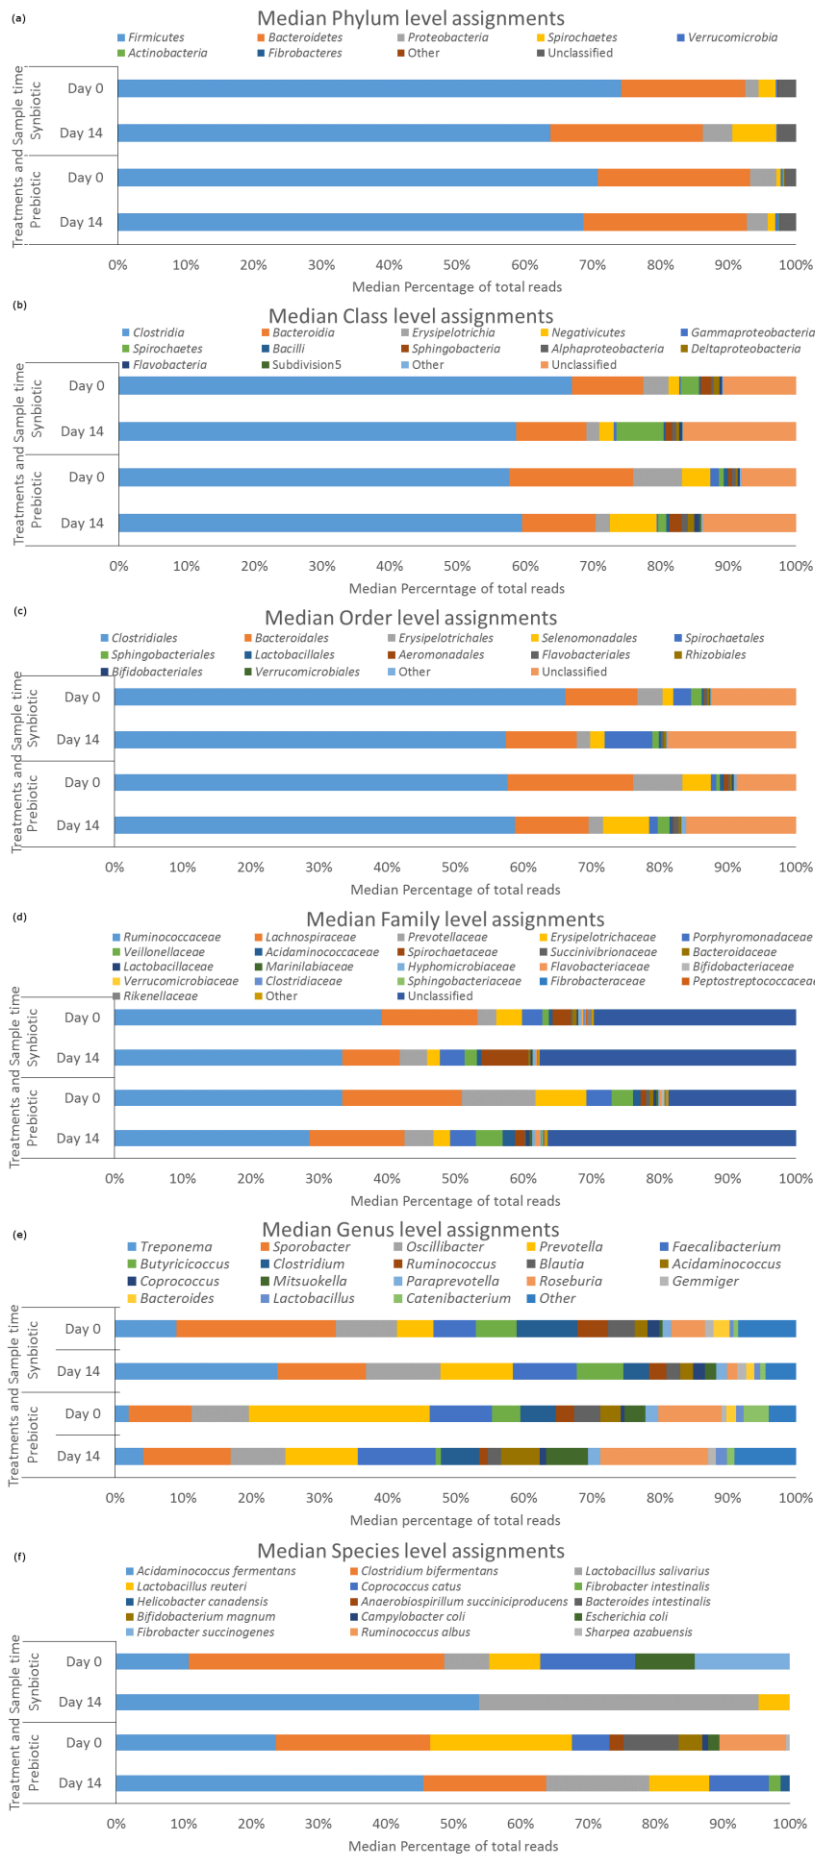 (a)
Median Phylum level assignments
Firmicutes Bacteroidetes Proteobacteria Spirochaetes Verrucomicrobia
Actinobacteria Fibrobacteres Other Unclassified
Treatments and Sample time
Synbiotic
Prebiotic
Day 0
Day 14
Day 0
Day 14
0% 10% 20% 30% 40% 50% 60% 70% 80% 90% 100%
Median Percentage of total reads
(b)
Median Class level assignments
Clostridia Bacteroidia Erysipelotrichia Negativicutes Gammaproteobacteria
Spirochaetes Bacilli Sphingobacteria Alphaproteobacteria Deltaproteobacteria
Flavobacteria Subdivision5 Other Unclassified
Treatments and Sample time
Synbiotic
Prebiotic
Day 0
Day 14
Day 0
Day 14
0% 10% 20% 30% 40% 50% 60% 70% 80% 90% 100%
Median Percentage of total reads
(c)
Median Order level assignments
Clostridiales Bacteroidales Erysipelotrichales Selenomonadales Spirochaetales
Sphingobacteriales Lactobacillales Aeromonadales Flavobacteriales Rhizobiales
Bifidobacteriales Verrucomicrobiales Other Unclassified
Treatments and Sample time
Synbiotic
Prebiotic
Day 0
Day 14
Day 0
Day 14
0% 10% 20% 30% 40% 50% 60% 70% 80% 90% 100%
Median Percentage of total reads
(d)
Median Family level assignments
Ruminococcaceae Lachnospiraceae Prevotellaceae Erysipelotrichaceae Porphyromonadaceae
Veillonellaceae Acidaminococcaceae Spirochaetaceae Succinivibrionaceae Bacteroidaceae
Lactobacillaceae Marinilabiaceae Hyphomicrobiaceae Flavobacteriaceae Bifidobacteriaceae
Verrucomicrobiaceae Clostridiaceae Sphingobacteriaceae Fibrobacteraceae Peptostreptococcaceae
Rikenellaceae Other Unclassified
Treatments and Sample time
Synbiotic
Prebiotic
Day 0
Day 14
Day 0
Day 14
0% 10% 20% 30% 40% 50% 60% 70% 80% 90% 100%
Median Percentage of total reads
(e)
Median Genus level assignments
Treponema Sporobacter Oscillibacter Prevotella Faecalibacterium
Butyricicoccus Clostridium Ruminococcus Blautia Acidaminococcus
Coprococcus Mitsuokella Paraprevotella Roseburia Gemmiger
Bacteroides Lactobacillus Catenibacterium Other
Treatments and Sample time
Synbiotic
Prebiotic
Day 0
Day 14
Day 0
Day 14
0% 10% 20% 30% 40% 50% 60% 70% 80% 90% 100%
Median percentage of total reads
(f)
Median Species level assignments
Acidaminococcus fermentans Clostridium bifermentans Lactobacillus salivarius
Lactobacillus reuteri Coprococcus catus Fibrobacter intestinalis
Helicobacter canadensis Anaerobiospirillum succiniciproducens Bacteroides intestinalis
Bifidobacterium magnum Campylobacter coli Escherichia coli
Fibrobacter succinogenes Ruminococcus albus Sharpea azabuensis
Treatment and Sample time
Synbiotic
Prebiotic
Day 0
Day 14
Day 0
Day 14
0% 10% 20% 30% 40% 50% 60% 70% 80% 90% 100%
Median Percentage of total reads